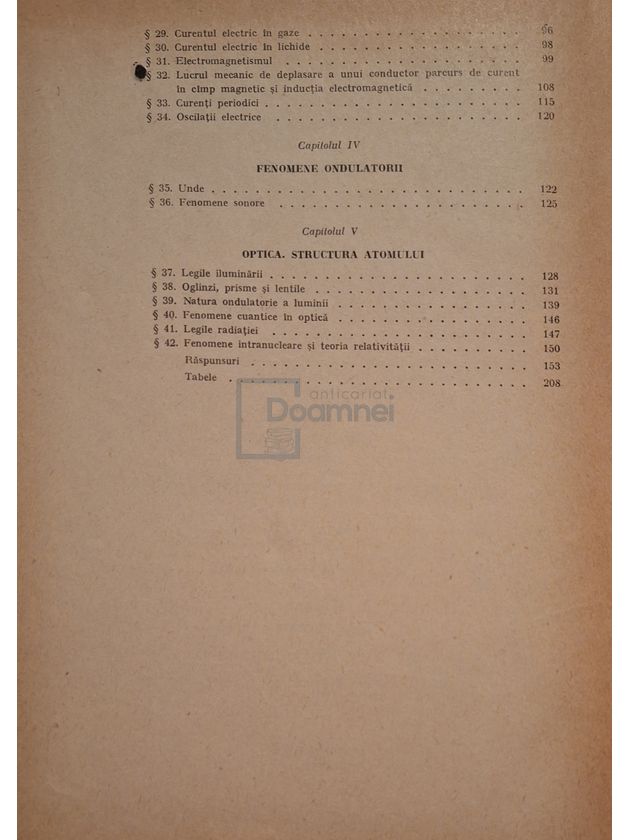 § 29. Curentul electric în gaze . . . . . . . . . . . . . . . . . . 96
§ 30. Curentul electric în lichide . . . . . . . . . . . . . . . . . 98
§ 31. Electromagnetismul . . . . . . . . . . . . . . . . . . . 99
§ 32. Lucrul mecanic de deplasare a unui conductor parcurs de curent
în cîmp magnetic și inducția electromagnetică . . . . . . . . . 108
§ 33. Curenți periodici . . . . . . . . . . . . . . . . . . . . . 115
§ 34. Oscilații electrice . . . . . . . . . . . . . . . . . . . . 120
Capitolul IV
FENOMENE ONDULATORII
§ 35. Unde . . . . . . . . . . . . . . . . . . . . . . . . . 122
§ 36. Fenomene sonore . . . . . . . . . . . . . . . . . . . . 125
Capitolul V
OPTICA. STRUCTURA ATOMULUI
§ 37. Legile iluminării . . . . . . . . . . . . . . . . . . . . . 128
§ 38. Oglinzi, prisme și lentile . . . . . . . . . . . . . . . . . 131
§ 39. Natura ondulatorie a luminii . . . . . . . . . . . . . . . . 139
§ 40. Fenomene cuantice în optică . . . . . . . . . . . . . . . . 146
§ 41. Legile radiației . . . . . . . . . . . . . . . . . . . . . 147
§ 42. Fenomene intranucleare și teoria relativității . . . . . . . . . 150
Răspunsuri . . . . . . . . . . . . . . . . . . . . . . 153
Tabele . . . . . . . . . . . . . . . . . . . . . . . . 208
anticariat
Doamnei